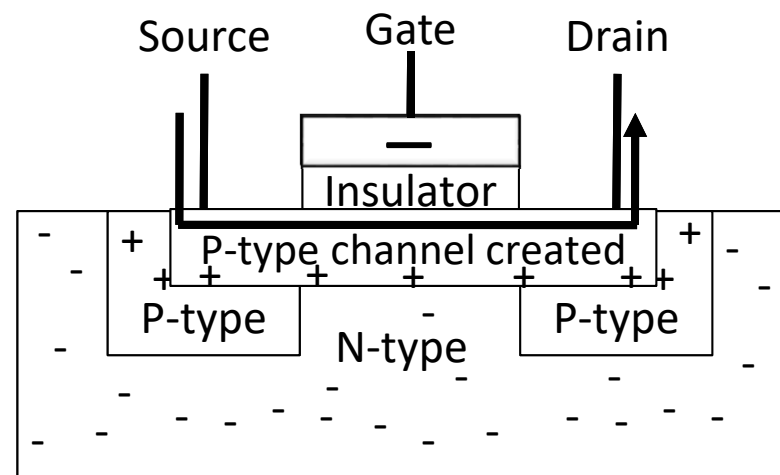 Source Gate Drain
Insulator
P-type channel created
P-type P-type
N-type